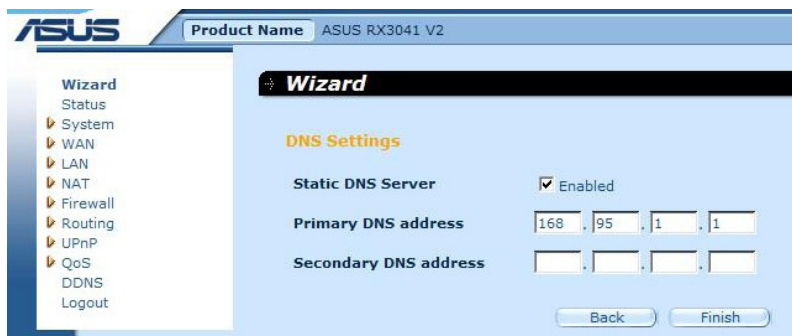 ASUS
Product Name ASUS RX3041 V2
Wizard
Status
System
WAN
LAN
NAT
Firewall
Routing
UPnP
QoS
DDNS
Logout
Wizard
DNS Settings
Static DNS Server Enabled
Primary DNS address 168 . 95 . 1 . 1
Secondary DNS address . . .
Back Finish